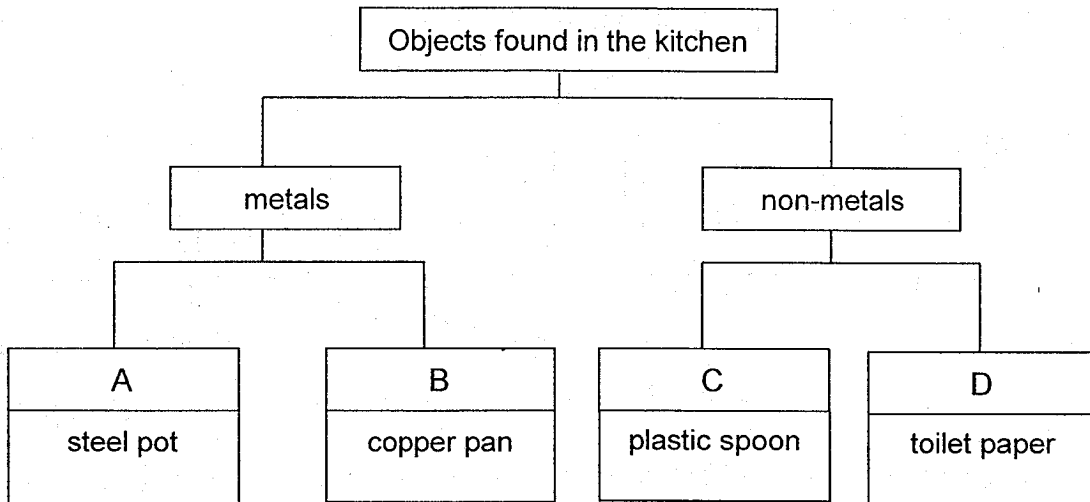 Objects found in the kitchen
metals
non-metals
A
B
C
D
steel pot
copper pan
plastic spoon
toilet paper